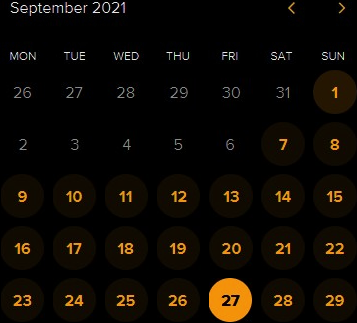 September 2021
MON TUE WED THU FRI SAT SUN
26 27 28 29 30 31 1
2 3 4 5 6 7 8
9 10 11 12 13 14 15
16 17 18 19 20 21 22
23 24 25 26 27 28 29